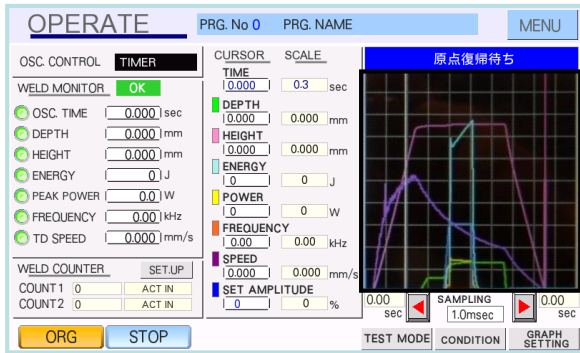 OPERATE
PRG. No 0 PRG. NAME
MENU
OSC. CONTROL TIMER
WELD MONITOR OK
OSC. TIME 0.000 sec
DEPTH 0.000 mm
HEIGHT 0.000 mm
ENERGY 0 J
PEAK POWER 0.0 W
FREQUENCY 0.00 kHz
TD SPEED 0.000 mm/s
WELD COUNTER SET.UP
COUNT1 0 ACT IN
COUNT2 0 ACT IN
ORG STOP
CURSOR SCALE
TIME
0.000 0.3 sec
DEPTH
0.000 0.000 mm
HEIGHT
0.000 0.000 mm
ENERGY
0 0 J
POWER
0 0 W
FREQUENCY
0.00 0.00 kHz
SPEED
0.000 0.000 mm/s
SET AMPLITUDE
0 0 %
原点復帰待ち
0.00 sec SAMPLING 0.00 sec
1.0msec
TEST MODE CONDITION GRAPH SETTING